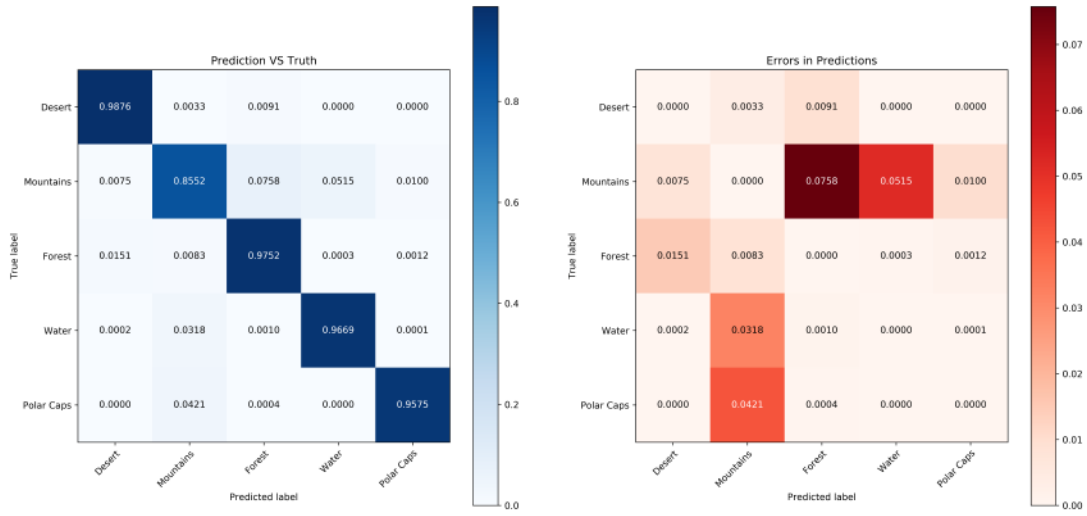 Prediction VS Truth
Desert 0.9876 0.0033 0.0091 0.0000 0.0000
Mountains 0.0075 0.8552 0.0758 0.0515 0.0100
Forest 0.0151 0.0083 0.9752 0.0003 0.0012
Water 0.0002 0.0318 0.0010 0.9669 0.0001
Polar Caps 0.0000 0.0421 0.0004 0.0000 0.9575
Desert Mountains Forest Water Polar Caps
True label
Predicted label
0.8
0.6
0.4
0.2
0.0
Errors in Predictions
Desert 0.0000 0.0033 0.0091 0.0000 0.0000
Mountains 0.0075 0.0000 0.0758 0.0515 0.0100
Forest 0.0151 0.0083 0.0000 0.0003 0.0012
Water 0.0002 0.0318 0.0010 0.0000 0.0001
Polar Caps 0.0000 0.0421 0.0004 0.0000 0.0000
Desert Mountains Forest Water Polar Caps
True label
Predicted label
0.07
0.06
0.05
0.04
0.03
0.02
0.01
0.00